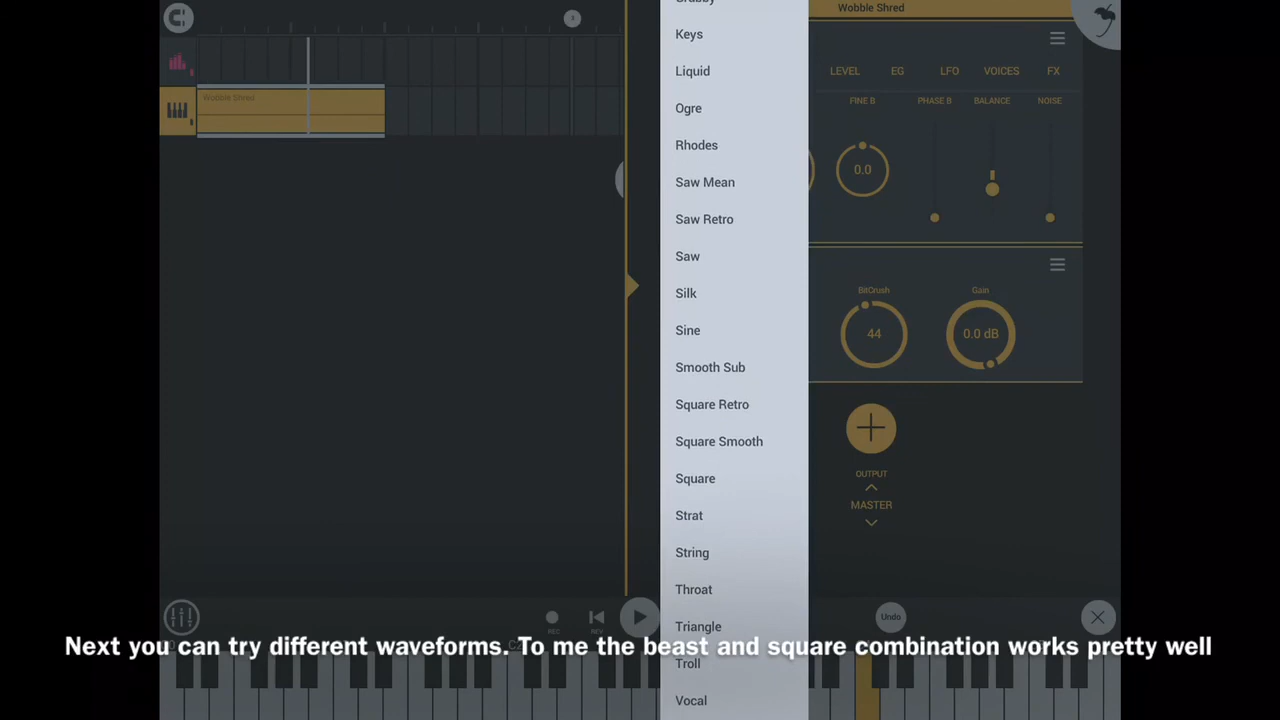 Wobble Shred
Keys
Liquid
Ogre
Rhodes
Saw Mean
Saw Retro
Saw
Silk
Sine
Smooth Sub
Square Retro
Square Smooth
Square
Strat
String
Throat
Triangle
Troll
Vocal
Wobble Shred
LEVEL EG LFO VOICES FX
FINE B PHASE B BALANCE NOISE
0.0
BitCrush Gain
44 0.0 dB
OUTPUT
MASTER
Undo
REC
Next you can try different waveforms. To me the beast and square combination works pretty well